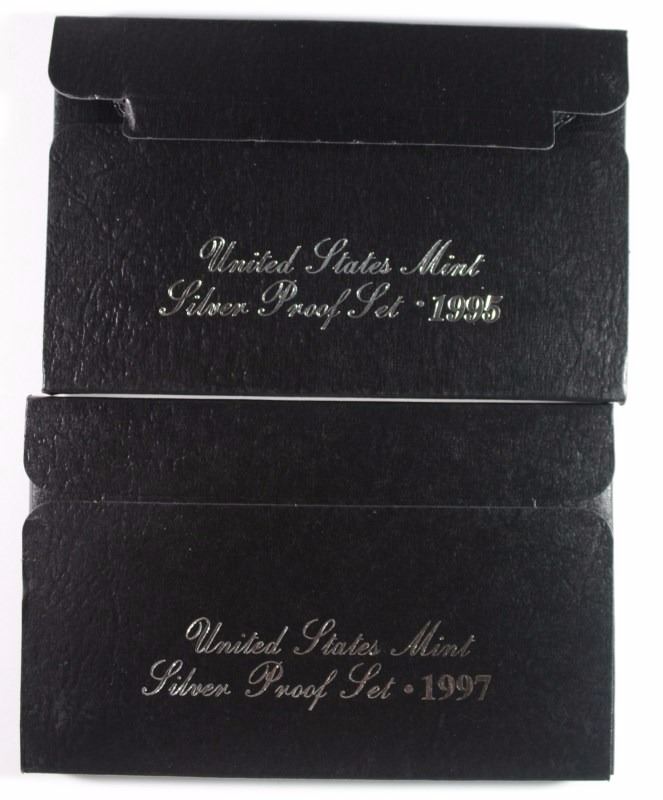 United States Mint
Silver Proof Set · 1995
United States Mint
Silver Proof Set · 1997